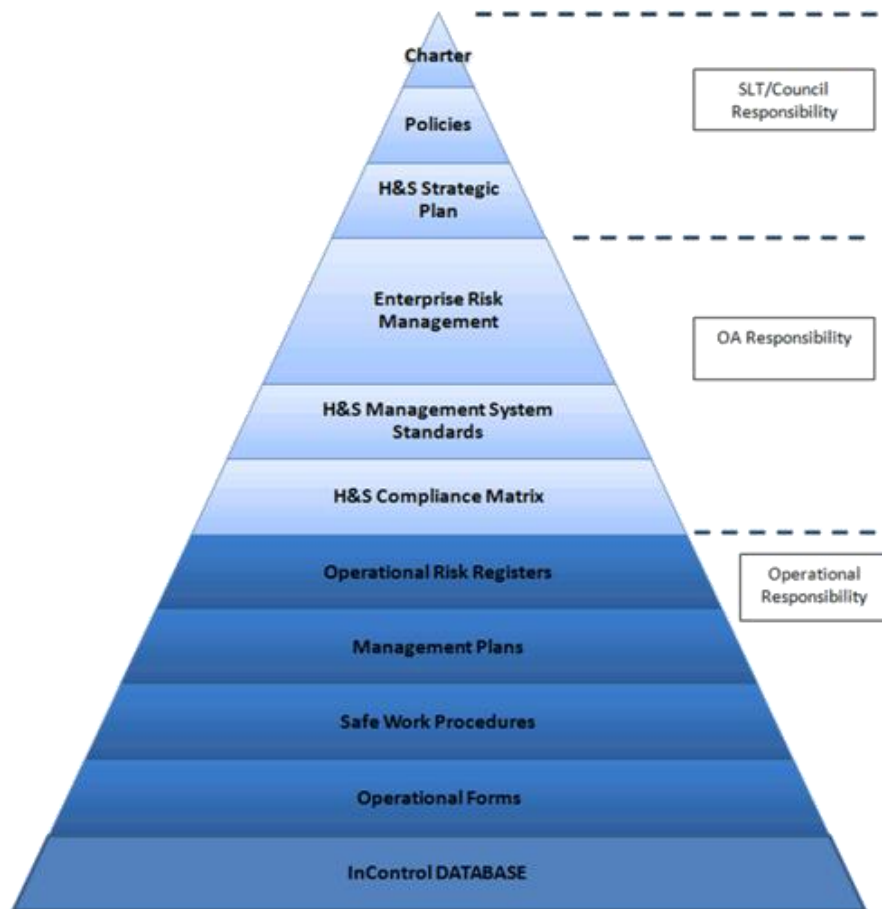 Charter
SLT/Council
Responsibility
Policies
H&S Strategic
Plan
Enterprise Risk
Management
OA Responsibility
H&S Management System
Standards
H&S Compliance Matrix
Operational Risk Registers
Operational
Responsibility
Management Plans
Safe Work Procedures
Operational Forms
InControl DATABASE